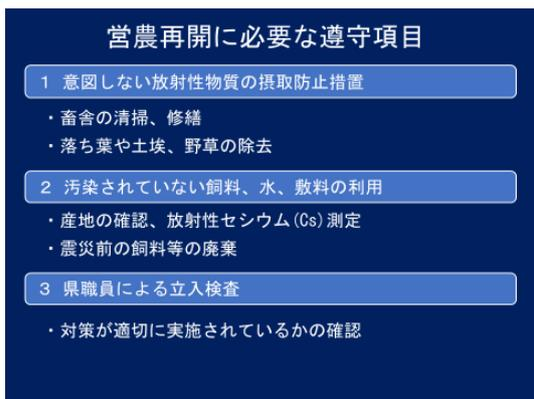 営農再開に必要な遵守項目
１ 意図しない放射性物質の摂取防止措置
・畜舎の清掃、修繕
・落ち葉や土埃、野草の除去
２ 汚染されていない飼料、水、敷料の利用
・産地の確認、放射性セシウム(Cs)測定
・震災前の飼料等の廃棄
３ 県職員による立入検査
・対策が適切に実施されているかの確認